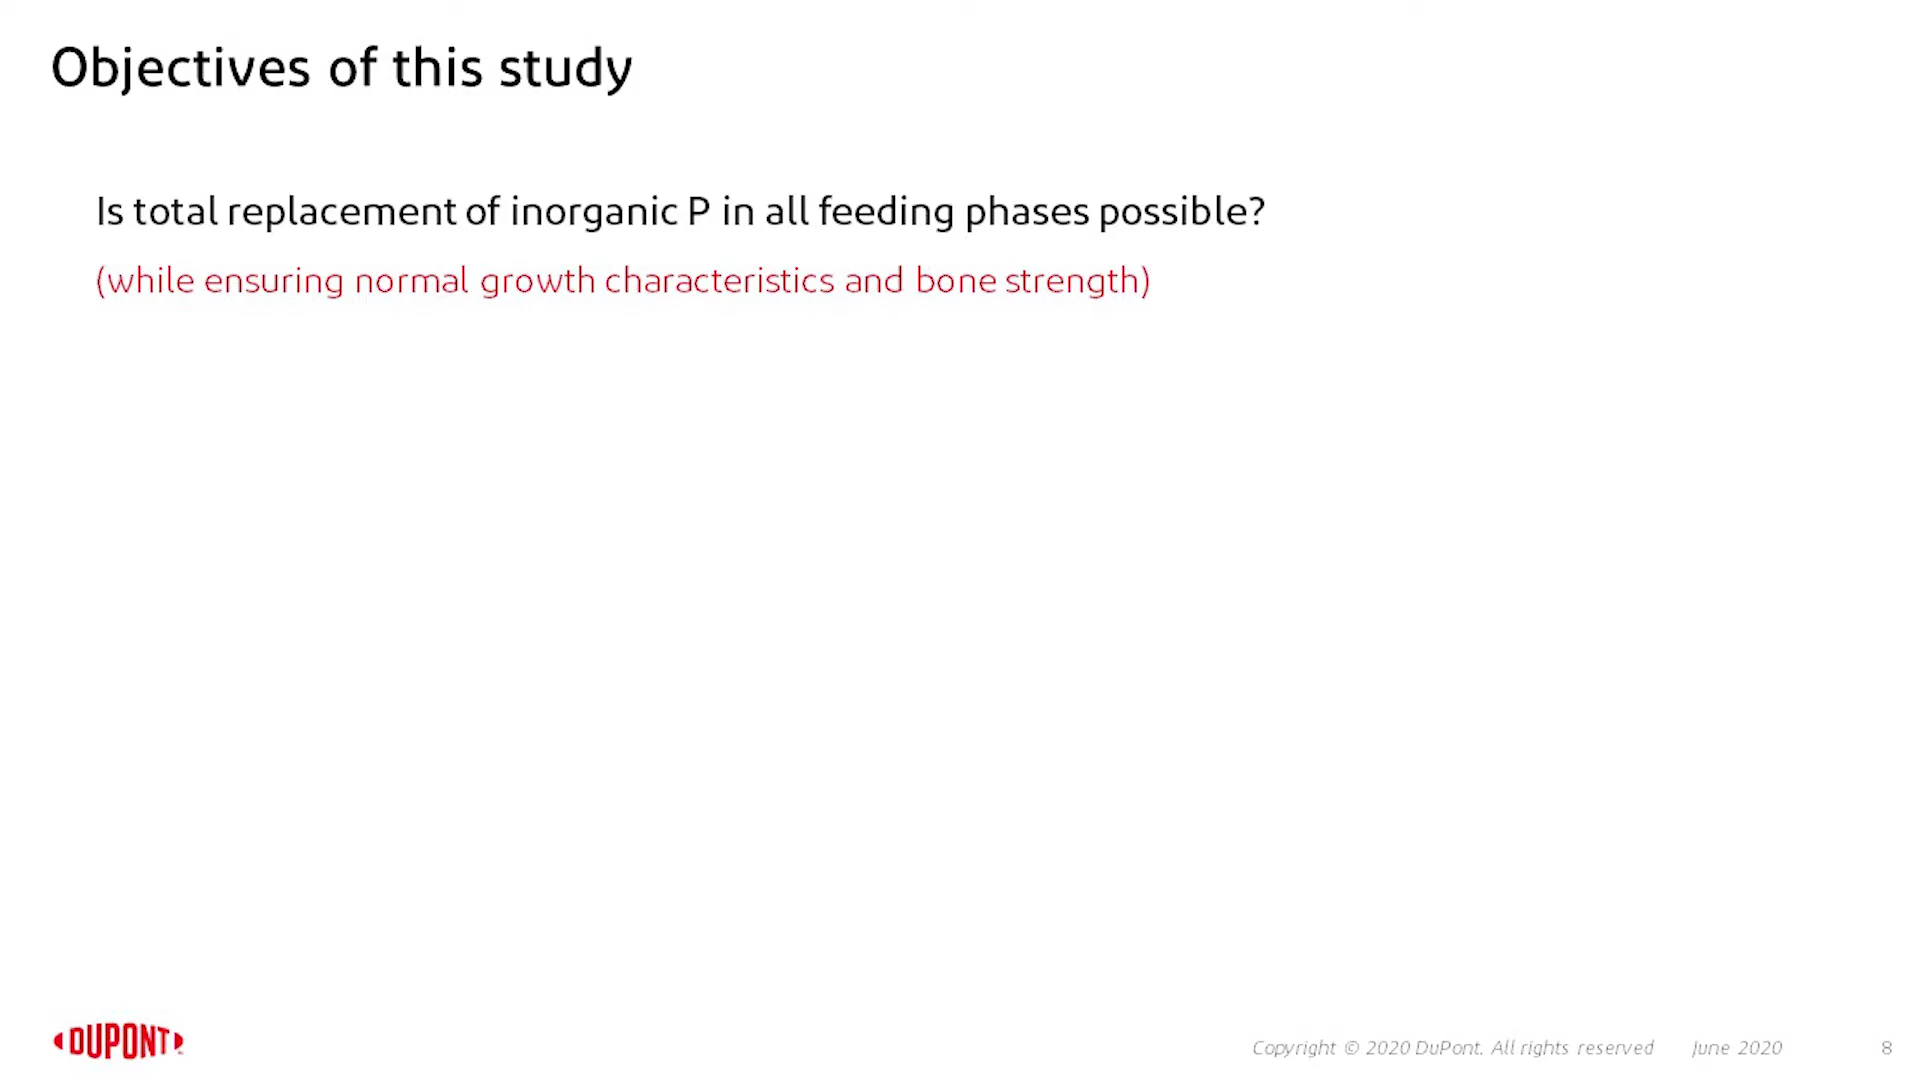 Objectives of this study
Is total replacement of inorganic P in all feeding phases possible?
(while ensuring normal growth characteristics and bone strength)
DUPONT
Copyright © 2020 DuPont. All rights reserved June 2020 8